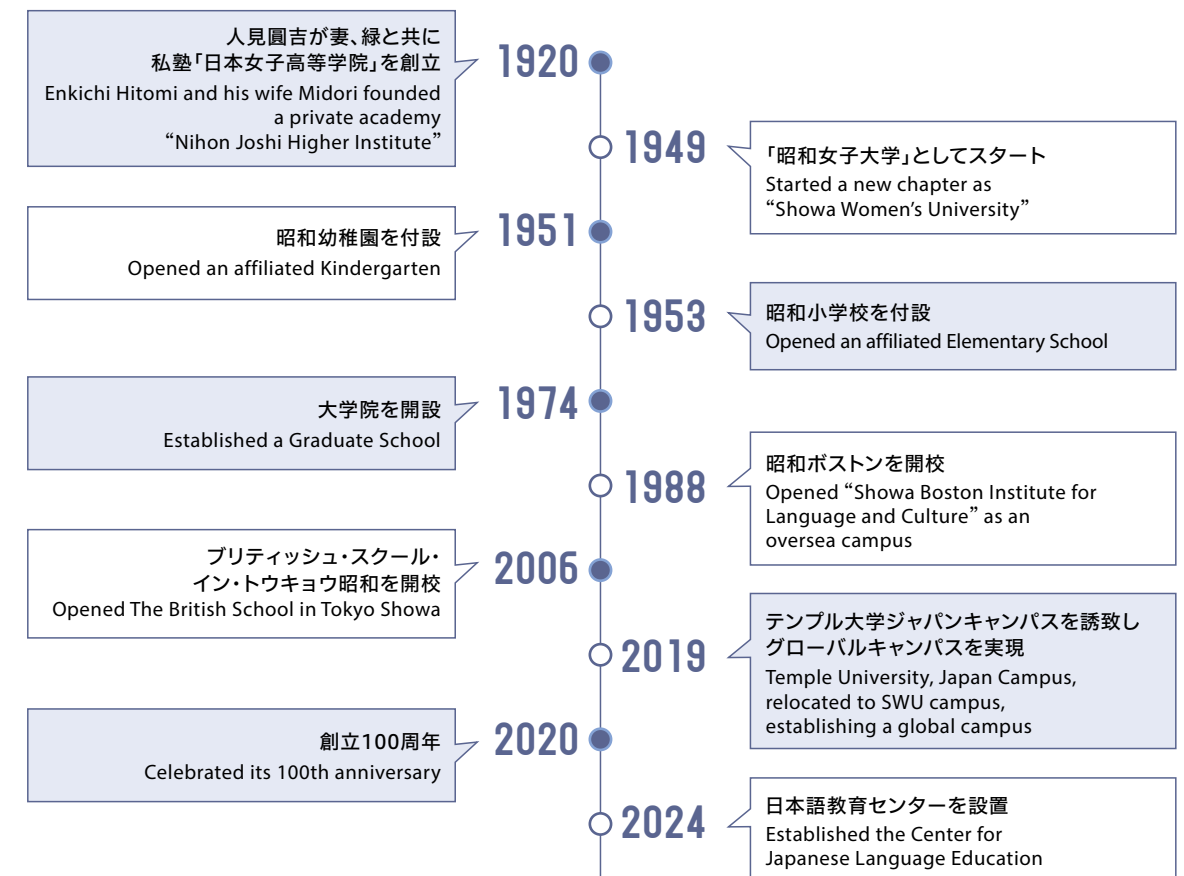 人見圓吉が妻、緑と共に
私塾「日本女子高等学院」を創立
Enkichi Hitomi and his wife Midori founded
a private academy
“Nihon Joshi Higher Institute”
1920
1949
「昭和女子大学」としてスタート
Started a new chapter as
“Showa Women’s University”
昭和幼稚園を付設
Opened an affiliated Kindergarten
1951
1953
昭和小学校を付設
Opened an affiliated Elementary School
大学院を開設
Established a Graduate School
1974
1988
昭和ボストンを開校
Opened “Showa Boston Institute for
Language and Culture” as an
oversea campus
ブリティッシュ・スクール・
イン・トウキョウ昭和を開校
Opened The British School in Tokyo Showa
2006
2019
テンプル大学ジャパンキャンパスを誘致し
グローバルキャンパスを実現
Temple University, Japan Campus,
relocated to SWU campus,
establishing a global campus
創立100周年
Celebrated its 100th anniversary
2020
2024
日本語教育センターを設置
Established the Center for
Japanese Language Education